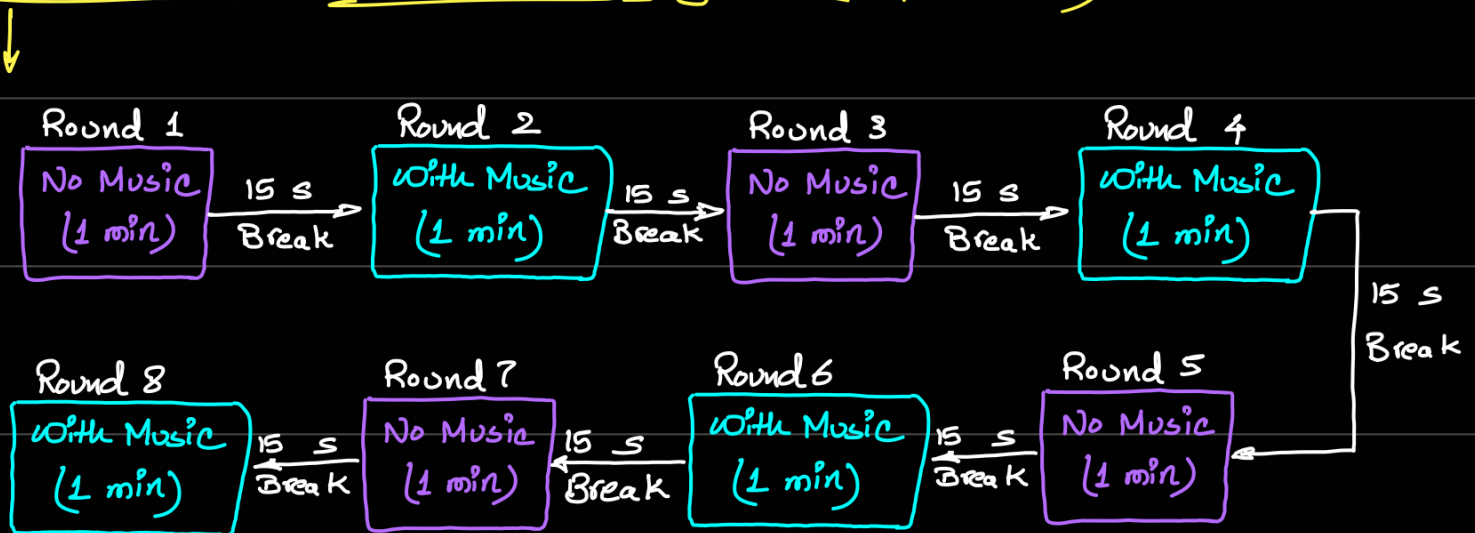 Round 1
No Music
(1 min)
15 s
Break
Round 2
With Music
(1 min)
15 s
Break
Round 3
No Music
(1 min)
15 s
Break
Round 4
With Music
(1 min)
15 s
Break
Round 5
No Music
(1 min)
15 s
Break
Round 6
With Music
(1 min)
15 s
Break
Round 7
No Music
(1 min)
15 s
Break
Round 8
With Music
(1 min)